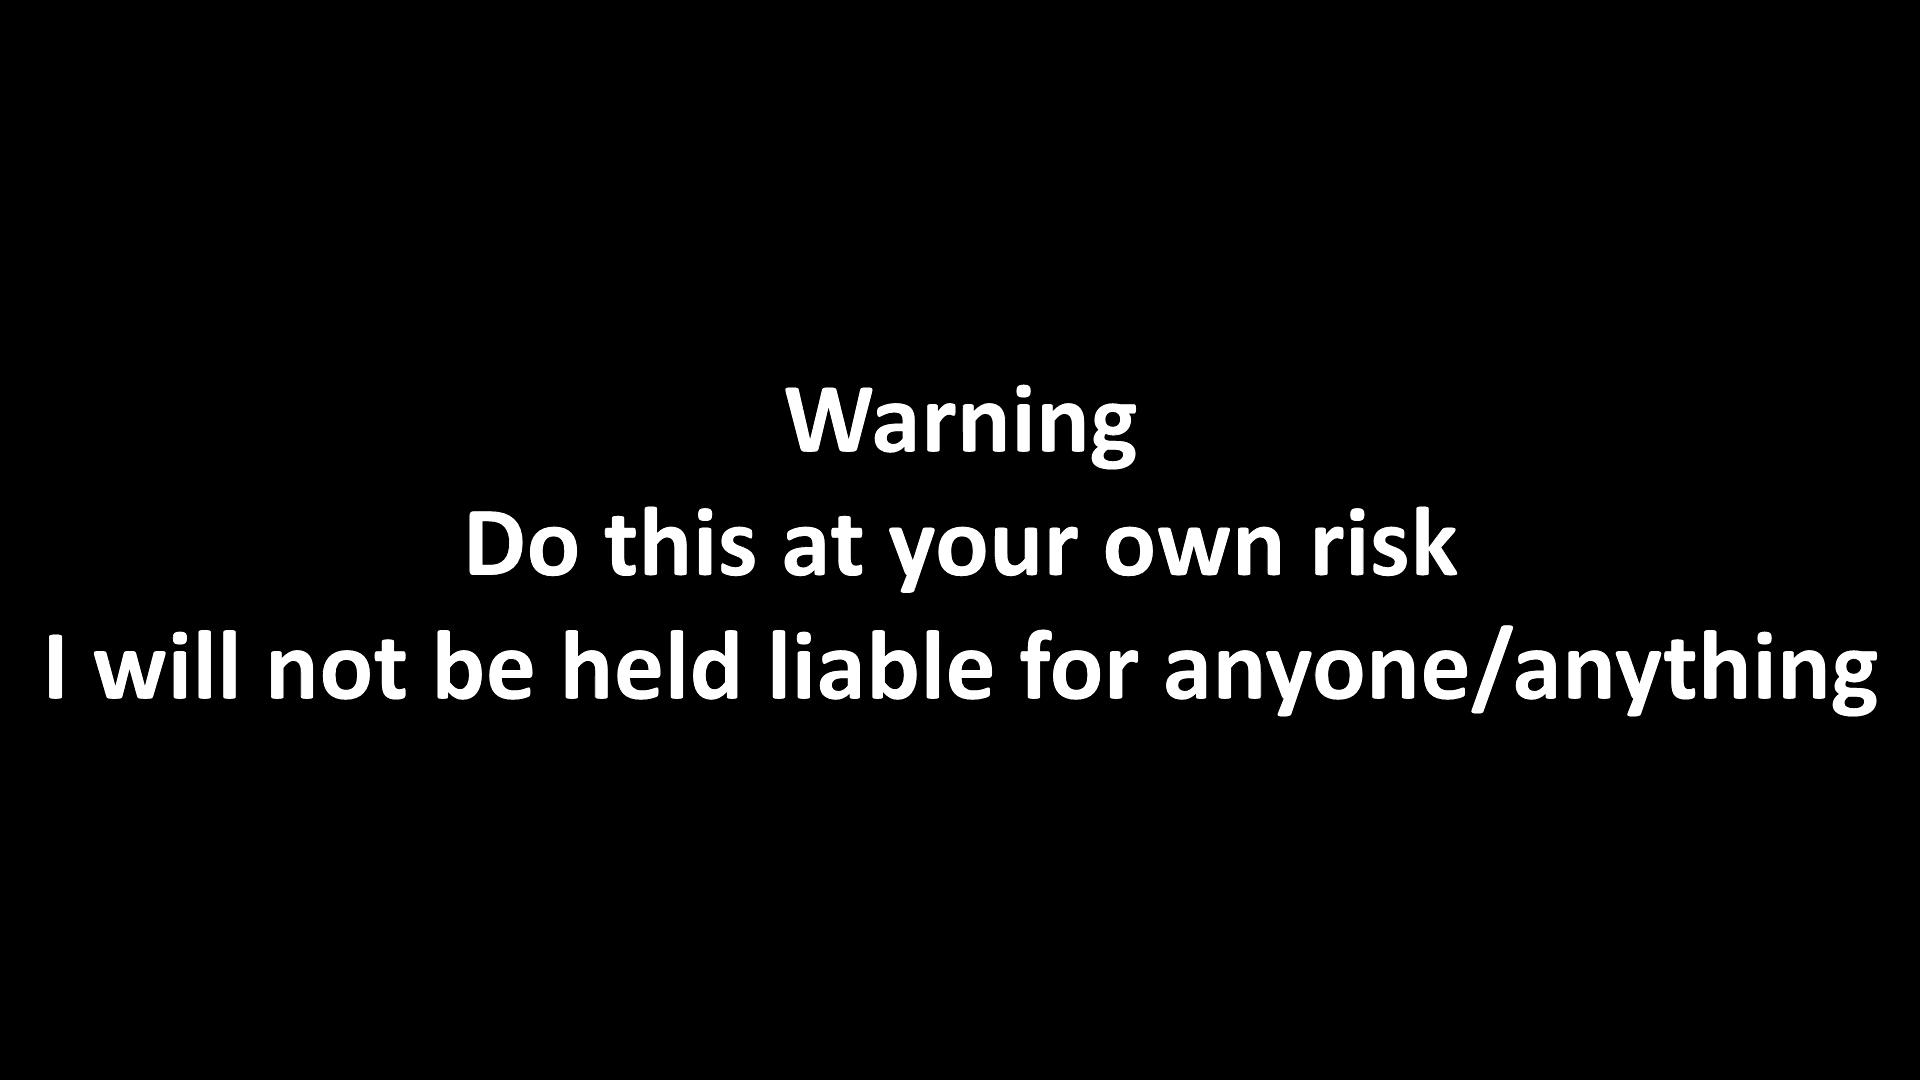 Warning
Do this at your own risk
I will not be held liable for anyone/anything